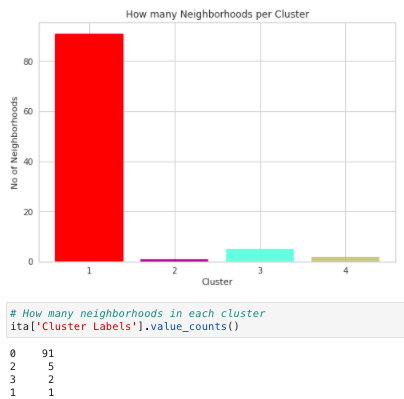 How many Neighborhoods per Cluster
80
60
40
20
0
No of Neighborhoods
1 2 3 4
Cluster
# How many neighborhoods in each cluster
ita['Cluster Labels'].value_counts()
0 91
2 5
3 2
1 1